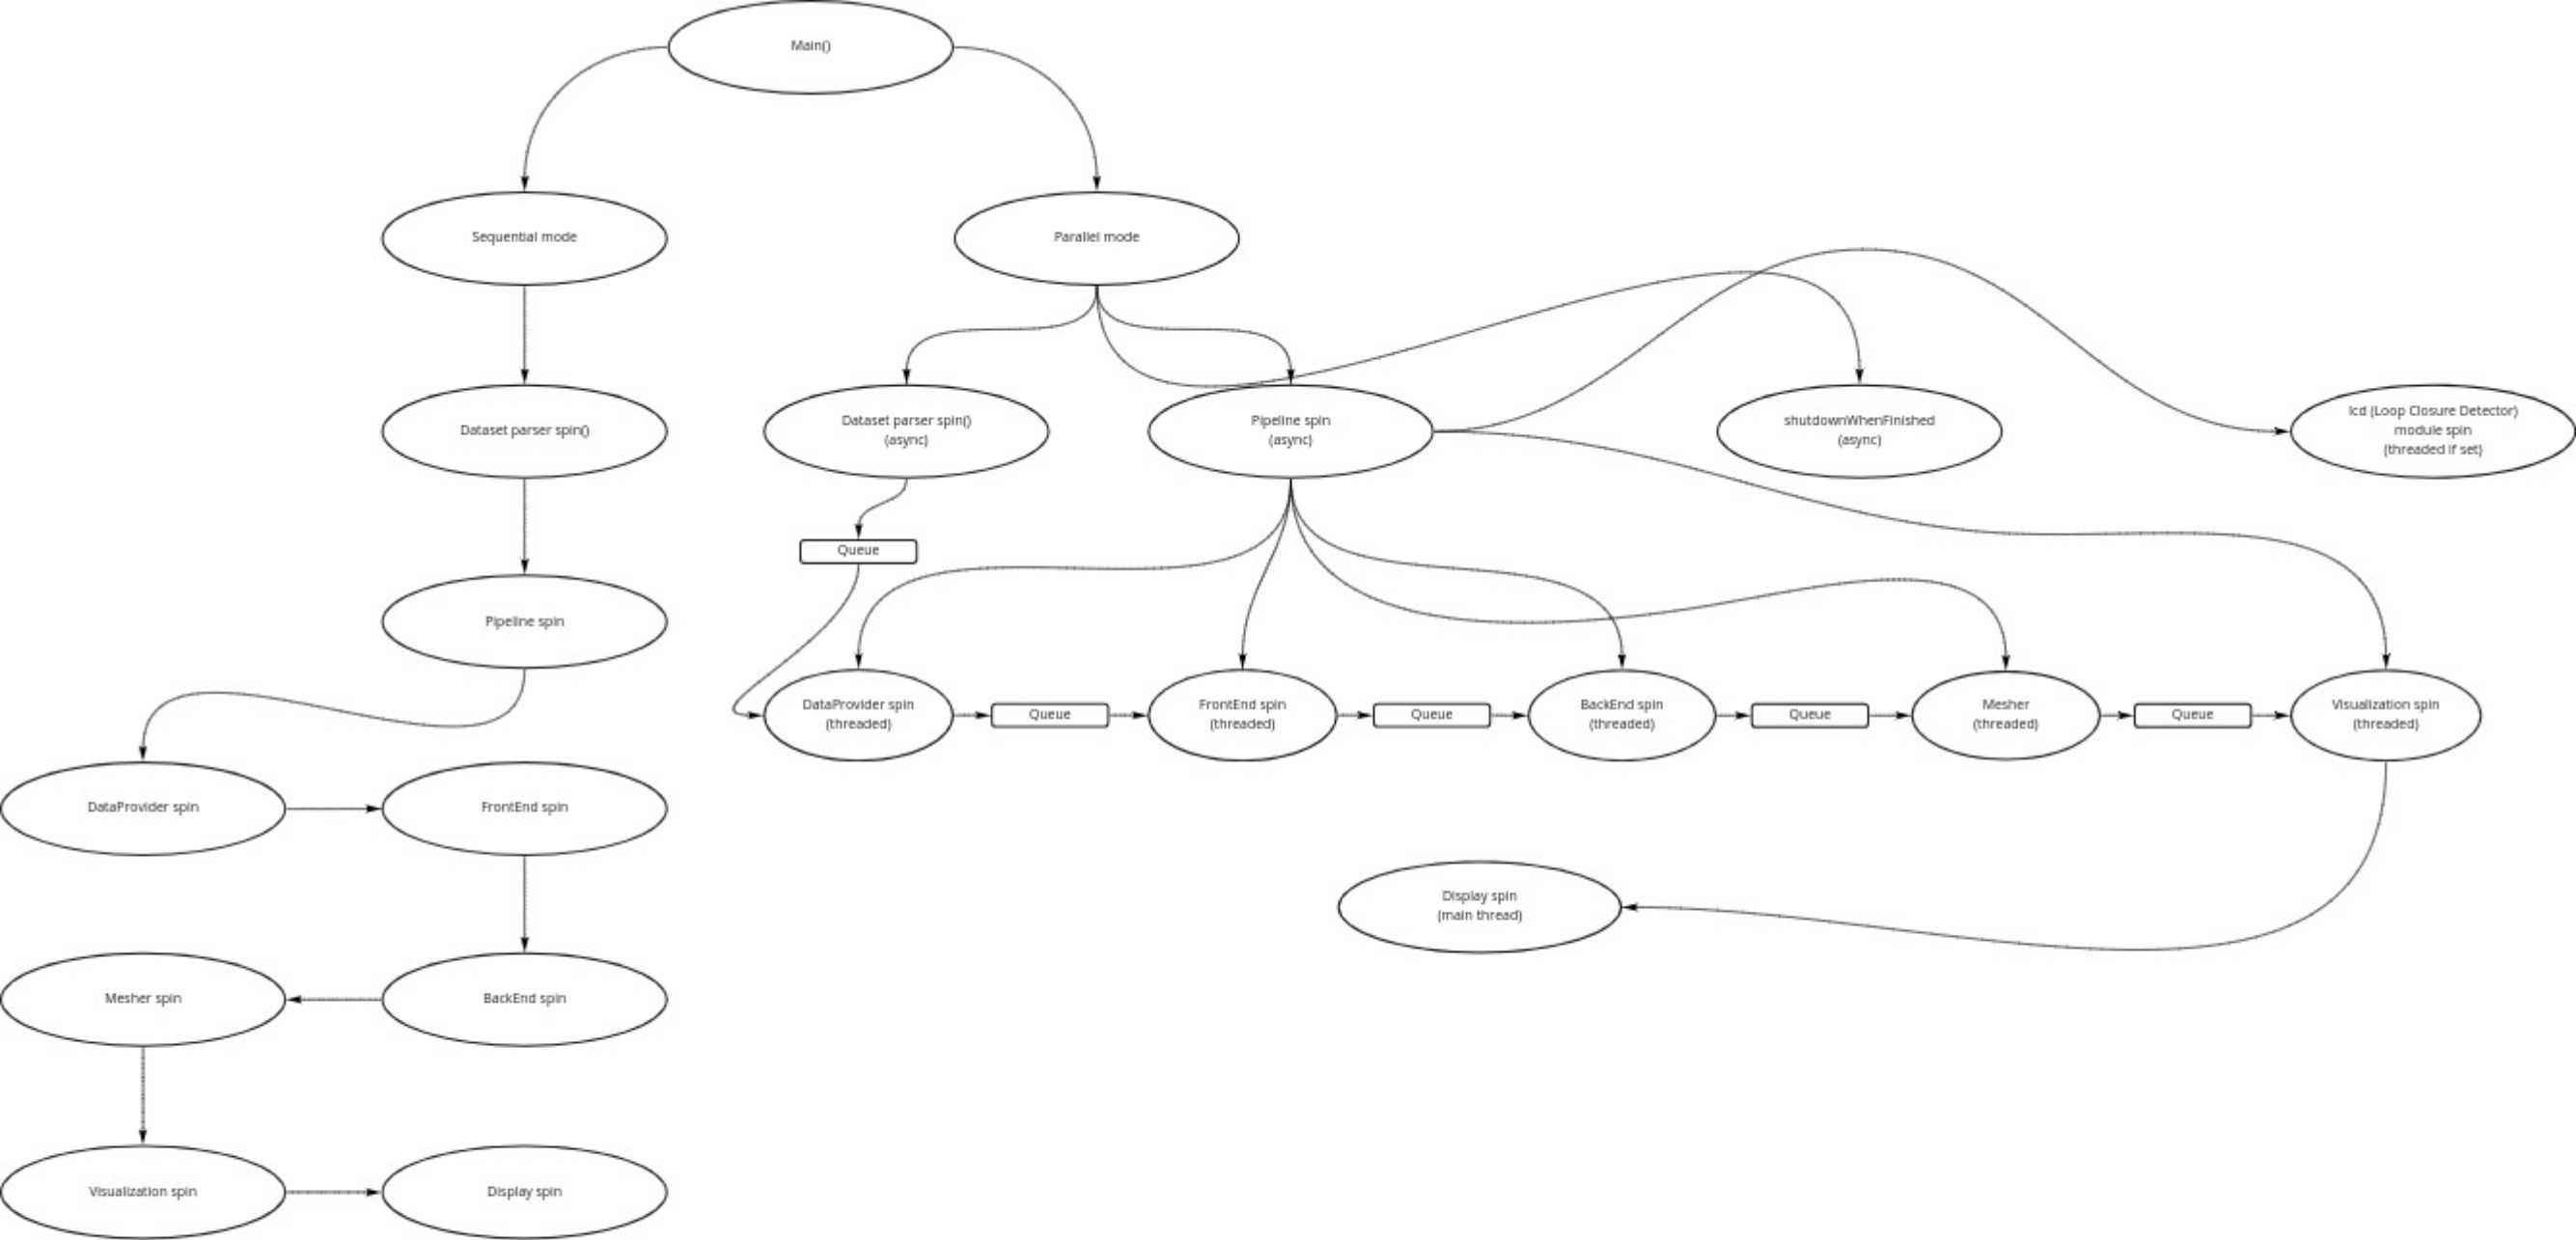 Main()
Sequential mode
Parallel mode
Dataset parser spin()
Dataset parser spin()
(async)
Pipeline spin
(async)
shutdownWhenFinished
(async)
lcd (Loop Closure Detector)
module spin
(threaded if set)
Queue
Pipeline spin
DataProvider spin
(threaded)
Queue
FrontEnd spin
(threaded)
Queue
BackEnd spin
(threaded)
Queue
Mesher
(threaded)
Queue
Visualization spin
(threaded)
DataProvider spin
FrontEnd spin
Display spin
(main thread)
Mesher spin
BackEnd spin
Visualization spin
Display spin